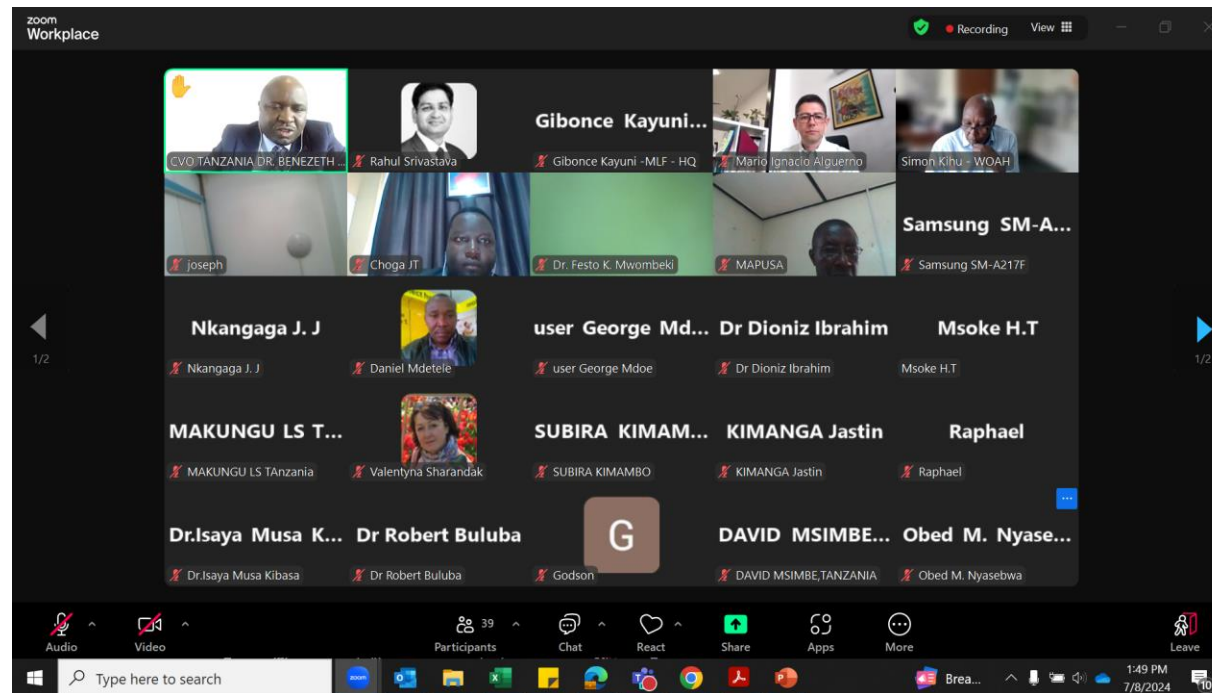 zoom
Workplace
Recording
View
CVO TANZANIA DR. BENEZETH ...
Rahul Srivastava
Gibonce Kayuni...
Gibonce Kayuni -MLF - HQ
Mario Ignacio Alguerno
Simon Kihu - WOAH
joseph
Choga JT
Dr. Festo K. Mwombeki
MAPUSA
Samsung SM-A...
Samsung SM-A217F
Nkangaga J. J
Nkangaga J. J
Daniel Mdetele
user George Md...
user George Mdoe
Dr Dioniz Ibrahim
Dr Dioniz Ibrahim
Msoke H.T
Msoke H.T
1/2
1/2
MAKUNGU LS T...
MAKUNGU LS TAnzania
Valentyna Sharandak
SUBIRA KIMAM...
SUBIRA KIMAMBO
KIMANGA Jastin
KIMANGA Jastin
Raphael
Raphael
Dr.Isaya Musa K...
Dr.Isaya Musa Kibasa
Dr Robert Buluba
Dr Robert Buluba
G
Godson
DAVID MSIMBE...
DAVID MSIMBE,TANZANIA
Obed M. Nyase...
Obed M. Nyasebwa
Audio
Video
39
Participants
Chat
React
Share
Apps
More
Leave
Type here to search
zoom
Brea...
1:49 PM
7/8/2024
10